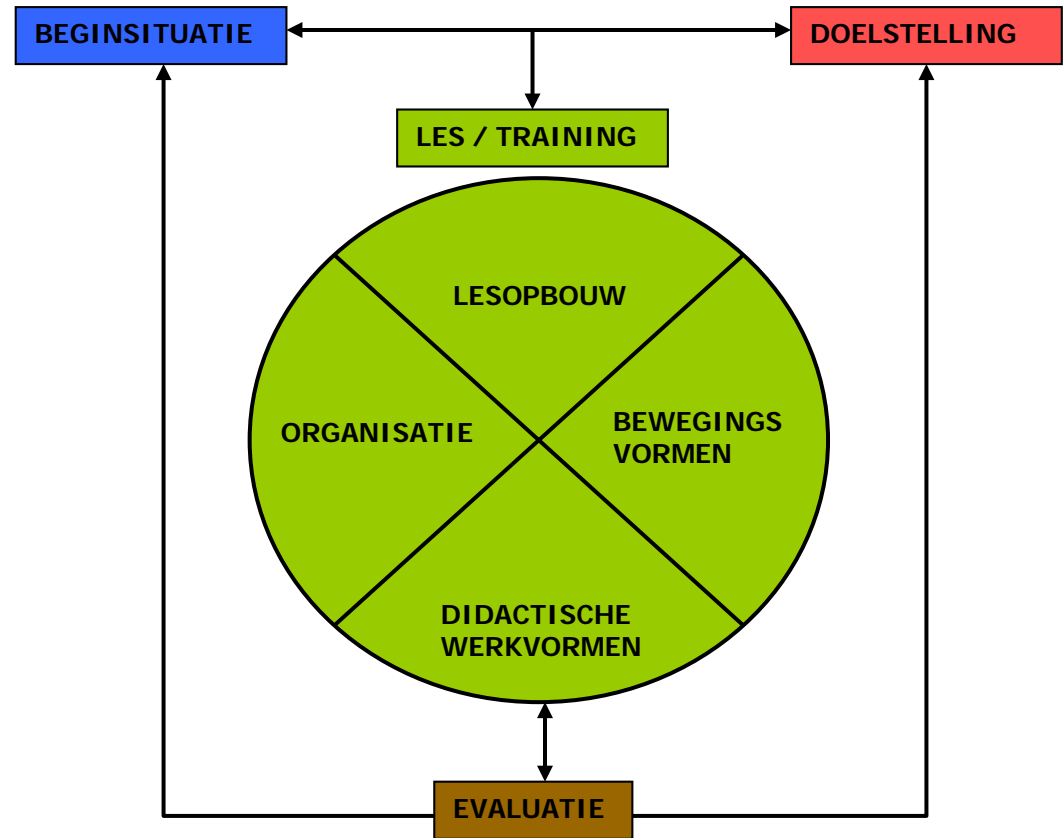 BEGINSITUATIE
DOELSTELLING
LES / TRAINING
LESOPBOUW
ORGANISATIE
BEWEGINGS
VORMEN
DIDACTISCHE
WERKVORMEN
EVALUATIE